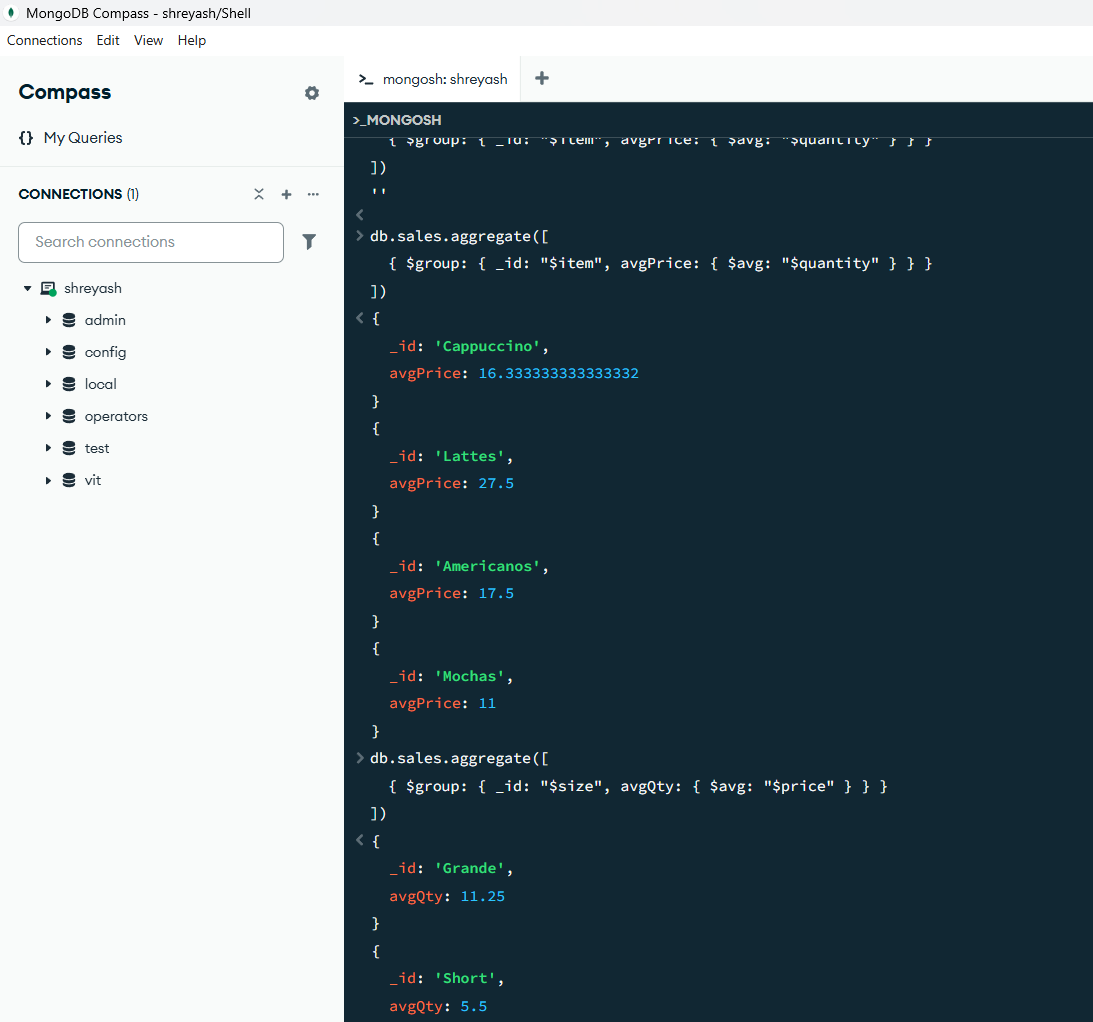 MongoDB Compass - shreyash/Shell
Connections Edit View Help
Compass
{} My Queries
CONNECTIONS (1)
Search connections
shreyash
admin
config
local
operators
test
vit
>_ mongosh: shreyash
>_MONGOSH
{ $group: { _id: "$item", avgPrice: { $avg: "$quantity" } } }
])
''
<
> db.sales.aggregate([
{ $group: { _id: "$item", avgPrice: { $avg: "$quantity" } } }
])
< {
_id: 'Cappuccino',
avgPrice: 16.333333333333332
}
{
_id: 'Lattes',
avgPrice: 27.5
}
{
_id: 'Americanos',
avgPrice: 17.5
}
{
_id: 'Mochas',
avgPrice: 11
}
> db.sales.aggregate([
{ $group: { _id: "$size", avgQty: { $avg: "$price" } } }
])
< {
_id: 'Grande',
avgQty: 11.25
}
{
_id: 'Short',
avgQty: 5.5